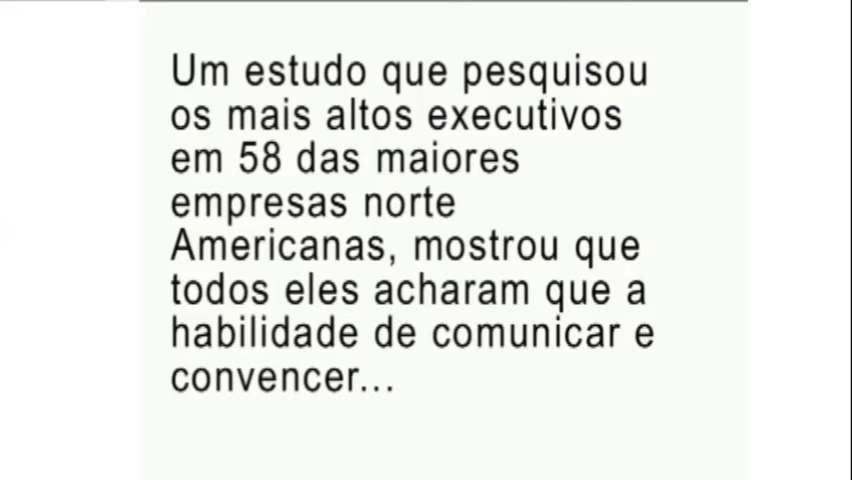 Um estudo que pesquisou
os mais altos executivos
em 58 das maiores
empresas norte
Americanas, mostrou que
todos eles acharam que a
habilidade de comunicar e
convencer...